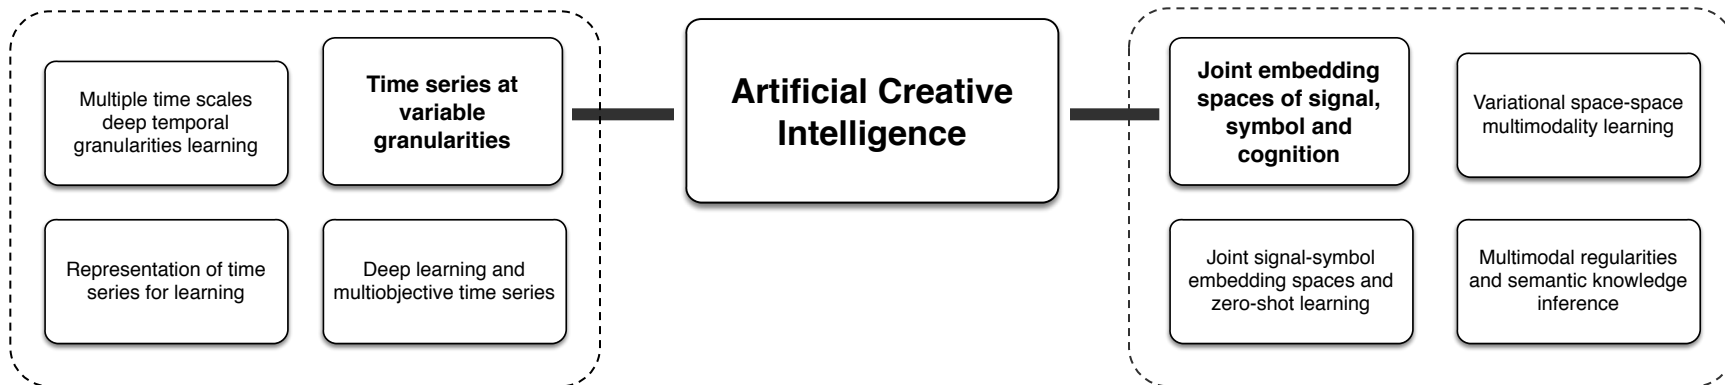 Multiple time scales
deep temporal
granularities learning
Time series at
variable
granularities
Representation of time
series for learning
Deep learning and
multiobjective time series
Artificial Creative
Intelligence
Joint embedding
spaces of signal,
symbol and
cognition
Variational space-space
multimodality learning
Joint signal-symbol
embedding spaces and
zero-shot learning
Multimodal regularities
and semantic knowledge
inference